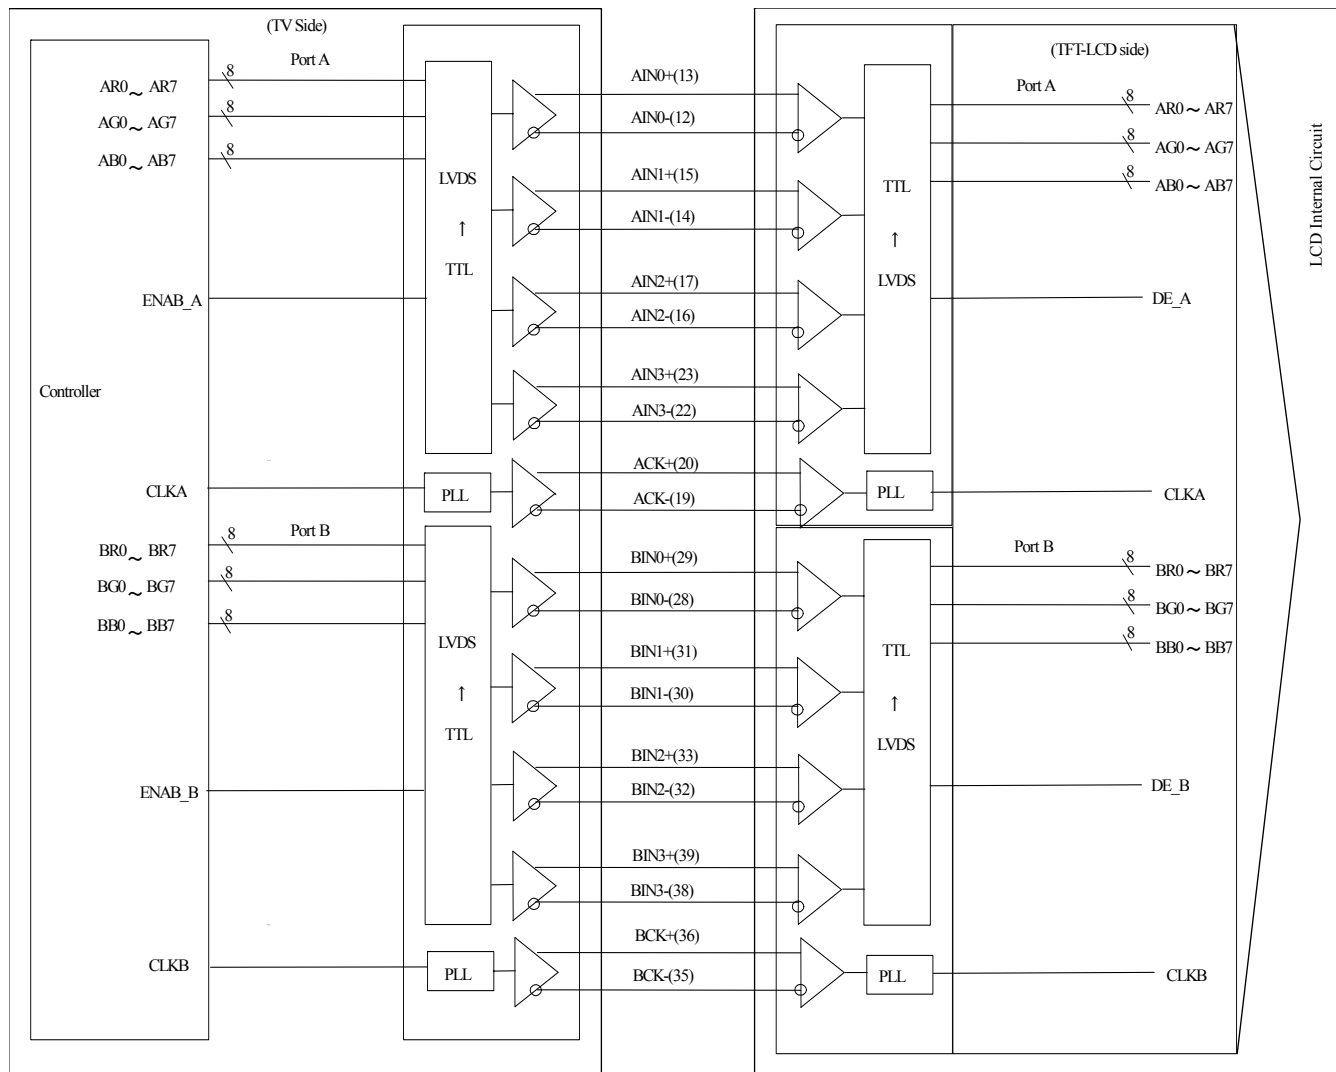 (TV Side)
Controller
Port A
AR0~AR7
8
AG0~AG7
8
AB0~AB7
8
ENAB_A
CLKA
Port B
BR0~BR7
8
BG0~BG7
8
BB0~BB7
8
ENAB_B
CLKB
LVDS
↑
TTL
PLL
LVDS
↑
TTL
PLL
AIN0+(13)
AIN0-(12)
AIN1+(15)
AIN1-(14)
AIN2+(17)
AIN2-(16)
AIN3+(23)
AIN3-(22)
ACK+(20)
ACK-(19)
BIN0+(29)
BIN0-(28)
BIN1+(31)
BIN1-(30)
BIN2+(33)
BIN2-(32)
BIN3+(39)
BIN3-(38)
BCK+(36)
BCK-(35)
(TFT-LCD side)
TTL
↑
LVDS
PLL
TTL
↑
LVDS
PLL
Port A
8
AR0~AR7
8
AG0~AG7
8
AB0~AB7
DE_A
CLKA
Port B
8
BR0~BR7
8
BG0~BG7
8
BB0~BB7
DE_B
CLKB
LCD Internal Circuit